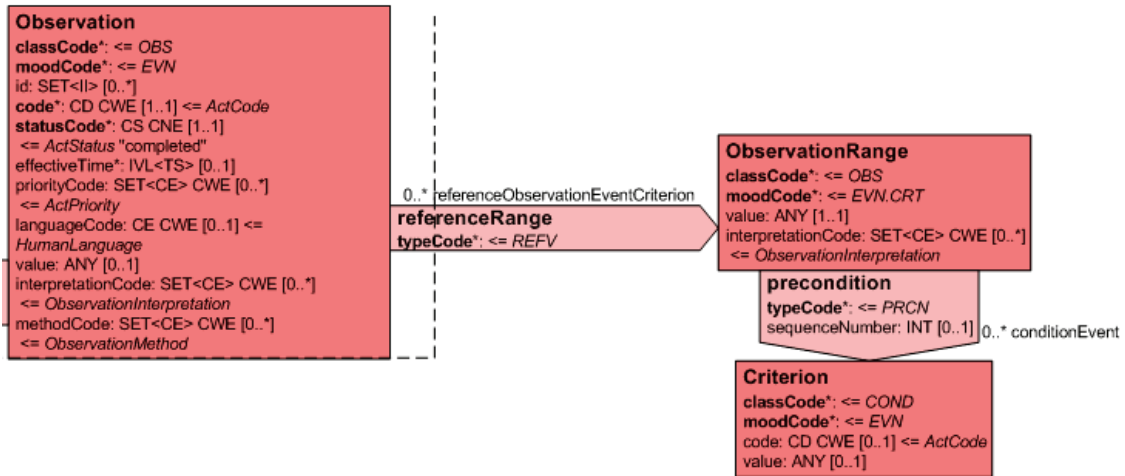 Observation
classCode*: <= OBS
moodCode*: <= EVN
id: SET<II> [0..*]
code*: CD CWE [1..1] <= ActCode
statusCode*: CS CNE [1..1]
<= ActStatus "completed"
effectiveTime*: IVL<TS> [0..1]
priorityCode: SET<CE> CWE [0..*]
<= ActPriority
languageCode: CE CWE [0..1] <=
HumanLanguage
value: ANY [0..1]
interpretationCode: SET<CE> CWE [0..*]
<= ObservationInterpretation
methodCode: SET<CE> CWE [0..*]
<= ObservationMethod
0..* referenceObservationEventCriterion
referenceRange
typeCode*: <= REFV
ObservationRange
classCode*: <= OBS
moodCode*: <= EVN.CRT
value: ANY [1..1]
interpretationCode: SET<CE> CWE [0..*]
<= ObservationInterpretation
precondition
typeCode*: <= PRCN
sequenceNumber: INT [0..1]
0..* conditionEvent
Criterion
classCode*: <= COND
moodCode*: <= EVN
code: CD CWE [0..1] <= ActCode
value: ANY [0..1]